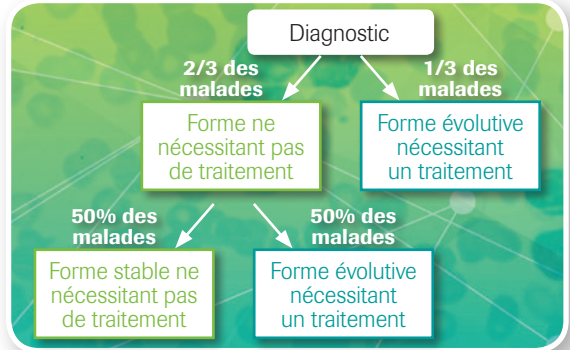 Diagnostic
2/3 des
malades
1/3 des
malades
Forme ne
nécessitant pas
de traitement
Forme évolutive
nécessitant
un traitement
50% des
malades
50% des
malades
Forme stable ne
nécessitant pas
de traitement
Forme évolutive
nécessitant
un traitement